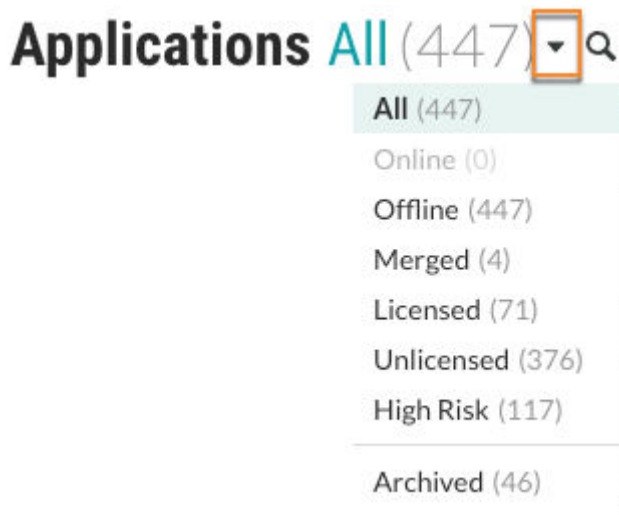 Applications All (447)
All (447)
Online (0)
Offline (447)
Merged (4)
Licensed (71)
Unlicensed (376)
High Risk (117)
Archived (46)